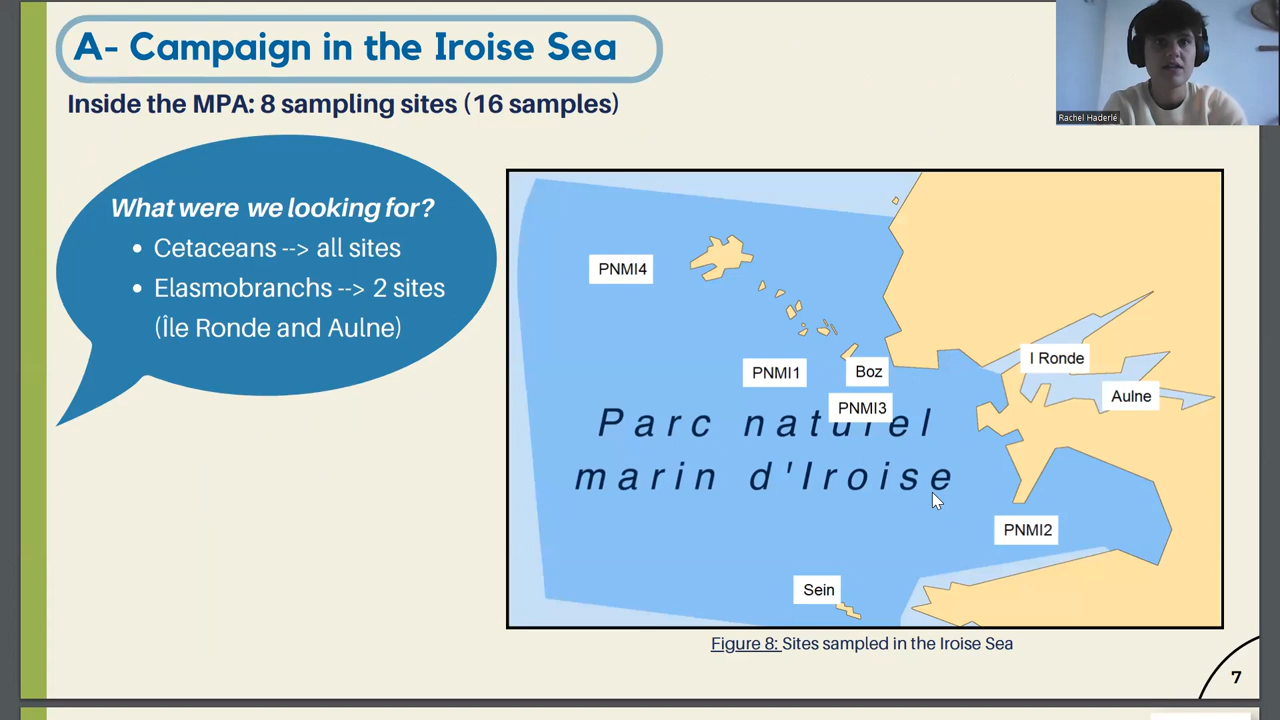 A- Campaign in the Iroise Sea
Inside the MPA: 8 sampling sites (16 samples)
Rachel Haderlé
What were we looking for?
• Cetaceans --> all sites
• Elasmobranchs --> 2 sites
(Île Ronde and Aulne)
PNMI4
I Ronde
PNMI1
Boz
Aulne
PNMI3
Parc naturel
marin d'Iroise
PNMI2
Sein
Figure 8: Sites sampled in the Iroise Sea
7